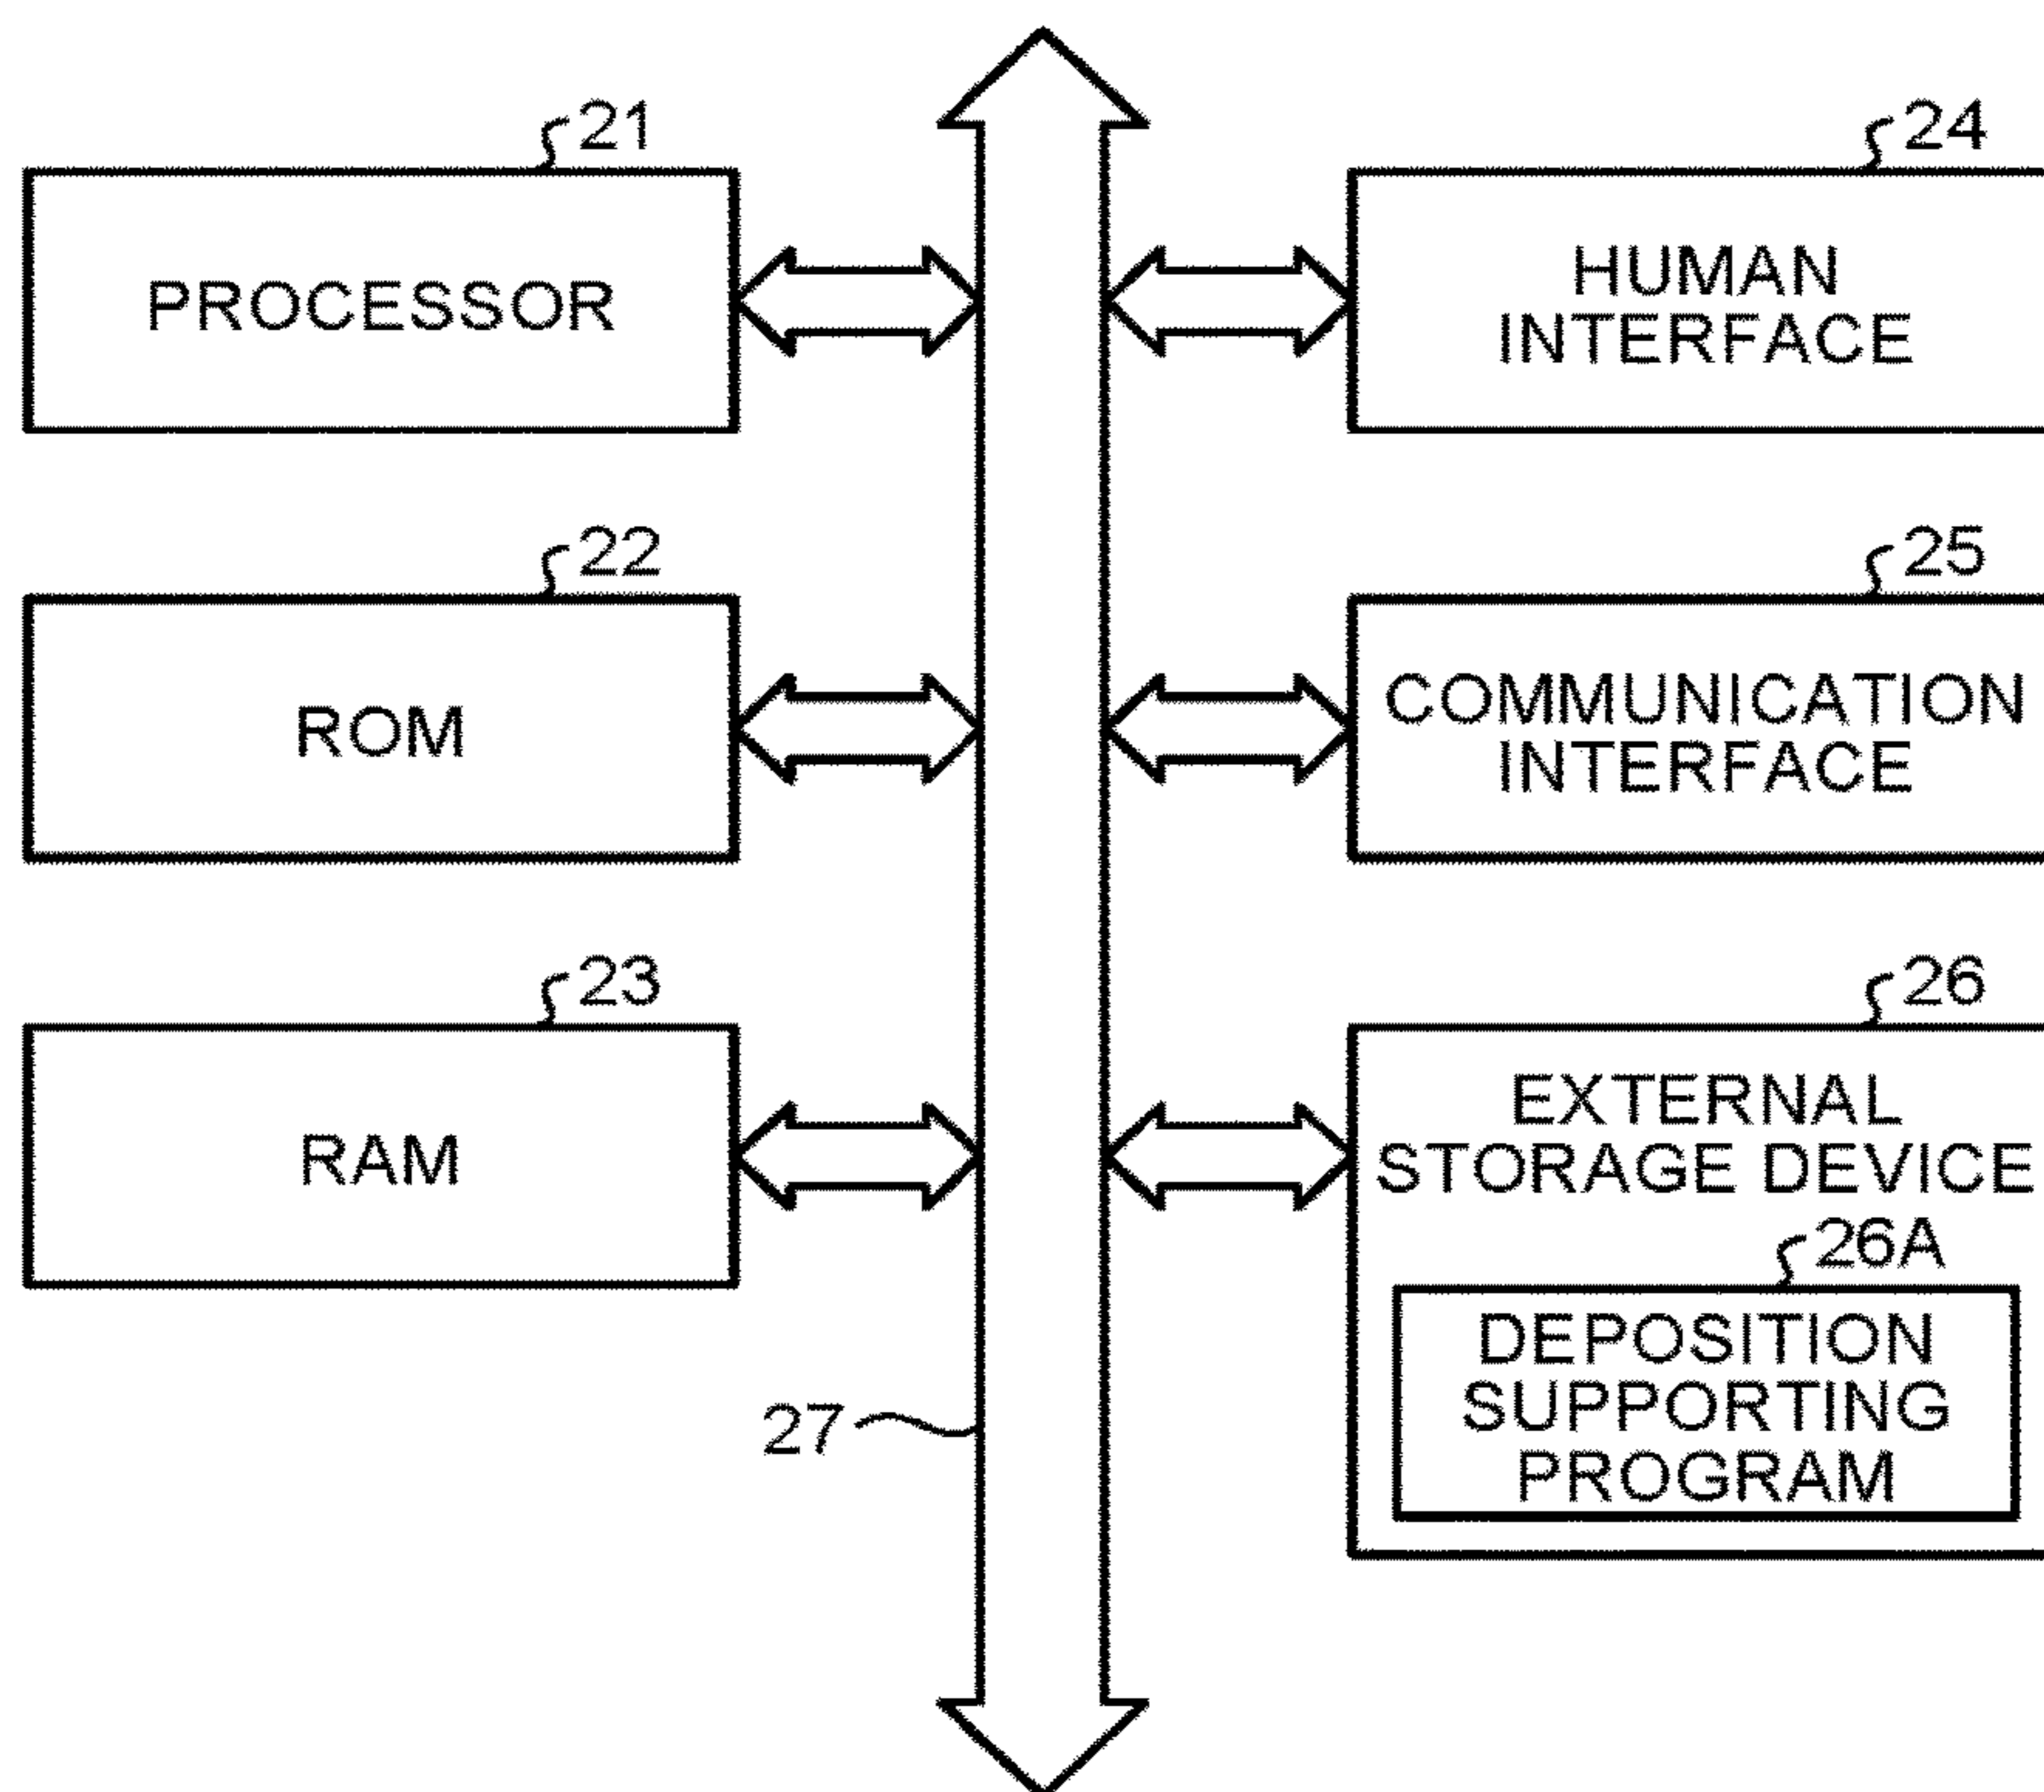 21
PROCESSOR
24
HUMAN
INTERFACE
22
ROM
25
COMMUNICATION
INTERFACE
23
RAM
26
EXTERNAL
STORAGE DEVICE
26A
DEPOSITION
SUPPORTING
PROGRAM
27